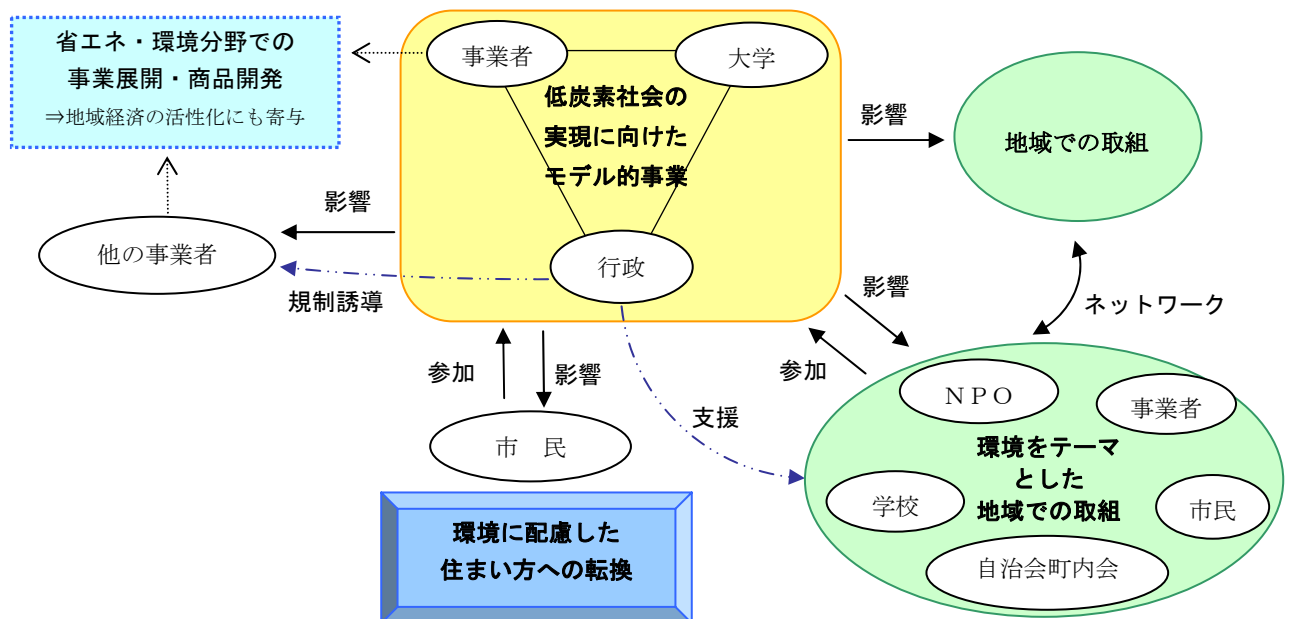 省エネ・環境分野での
事業展開・商品開発
⇒地域経済の活性化にも寄与
事業者
大学
低炭素社会の
実現に向けた
モデル的事業
行政
影響
地域での取組
影響
他の事業者
規制誘導
影響
ネットワーク
参加
影響
参加
市　民
支援
環境に配慮した
住まい方への転換
ＮＰＯ
事業者
環境をテーマ
とした
地域での取組
学校
市民
自治会町内会